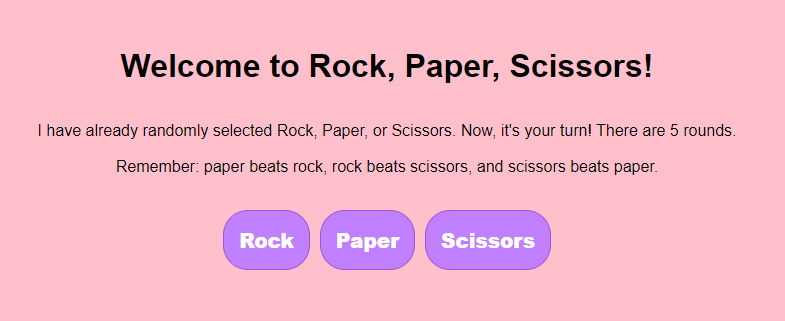 Welcome to Rock, Paper, Scissors!
I have already randomly selected Rock, Paper, or Scissors. Now, it's your turn! There are 5 rounds.
Remember: paper beats rock, rock beats scissors, and scissors beats paper.
Rock Paper Scissors